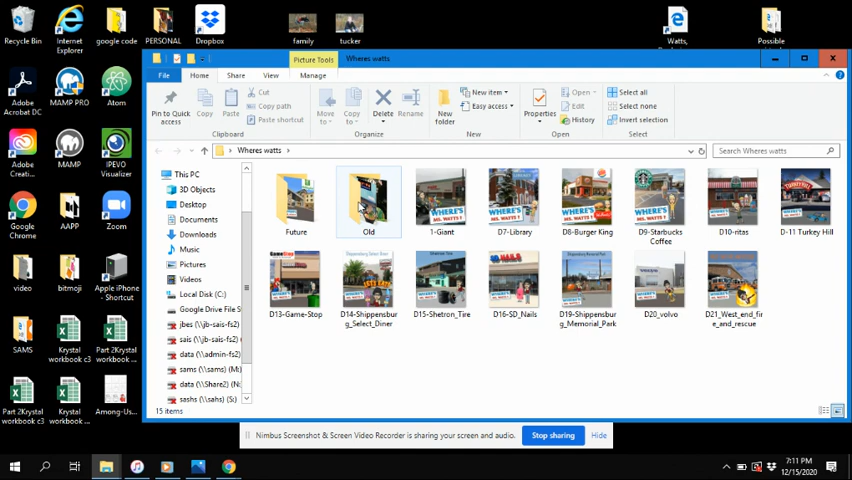 Recycle Bin
Internet Explorer
google code
PERSONAL
Dropbox
family
tucker
Watts,
Possible
Picture Tools
Wheres watts
File
Home
Share
View
Manage
Pin to Quick access
Copy
Paste
Cut
Copy path
Paste shortcut
Clipboard
Move to
Copy to
Delete
Rename
Organize
New folder
New item
Easy access
New
Properties
Open
Edit
History
Open
Select all
Select none
Invert selection
Select
Wheres watts
Search Wheres watts
Adobe Acrobat DC
MAMP PRO
Atom
Adobe Creati...
MAMP
IPEVO Visualizer
Google Chrome
AAPP
Zoom
video
bitmoji
Apple iPhone - Shortcut
SAMS
Krystal workbook c3
Part 2Krystal workbook ...
Part 2Krystal workbook c4
Krystal workbook ...
Among-Us...
This PC
3D Objects
Desktop
Documents
Downloads
Music
Pictures
Videos
Local Disk (C:)
Google Drive File S
jbes (\\jb-sais-fs2)
sais (\\sais-fs2)
data (\\admin-fs2)
sams (\\sams) (M:
data (\\Share2) (N:
sashs (\\sahs) (S:)
Future
Old
1-Giant
D7-Library
D8-Burger King
D9-Starbucks Coffee
D10-ritas
D-11 Turkey Hill
D13-Game-Stop
D14-Shippensburg_Select_Diner
D15-Shetron_Tire
D16-SD_Nails
D19-Shippensburg_Memorial_Park
D20_volvo
D21_West_end_fire_and_rescue
15 items
Nimbus Screenshot & Screen Video Recorder is sharing your screen and audio.
Stop sharing
Hide
7:11 PM
12/15/2020